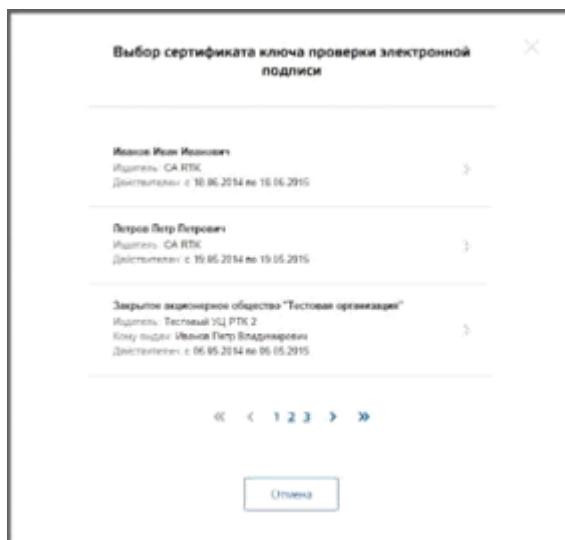 Выбор сертификата ключа проверки электронной
подписи
Иванов Иван Иванович
Издатель: CA RTK
Действителен: с 18.06.2014 по 18.06.2015
Петров Петр Петрович
Издатель: CA RTK
Действителен: с 19.05.2014 по 19.05.2015
Закрытое акционерное общество "Тестовая организация"
Издатель: Тестовый УЦ РТК 2
Кому выдан: Иванов Петр Владимирович
Действителен: с 06.05.2014 по 06.05.2015
« < 1 2 3 > »
Отмена